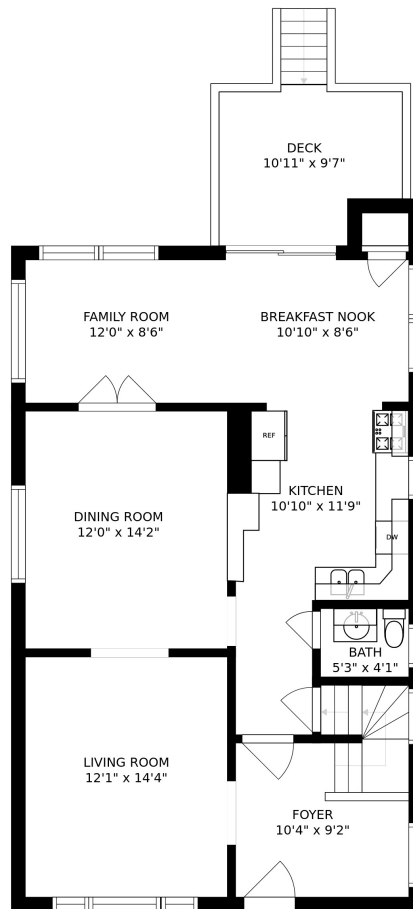 DECK
10'11" x 9'7"
FAMILY ROOM
12'0" x 8'6"
BREAKFAST NOOK
10'10" x 8'6"
REF
KITCHEN
10'10" x 11'9"
DINING ROOM
12'0" x 14'2"
DW
BATH
5'3" x 4'1"
LIVING ROOM
12'1" x 14'4"
FOYER
10'4" x 9'2"